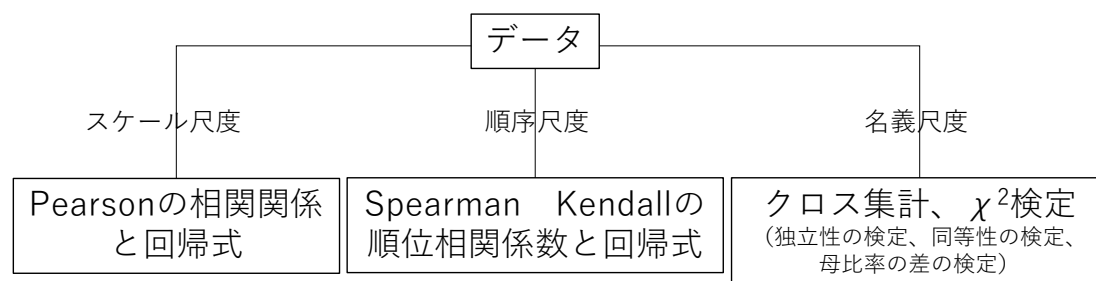 データ
スケール尺度
順序尺度
名義尺度
Pearsonの相関関係
と回帰式
Spearman　Kendallの
順位相関係数と回帰式
クロス集計、χ²検定
（独立性の検定、同等性の検定、
母比率の差の検定）